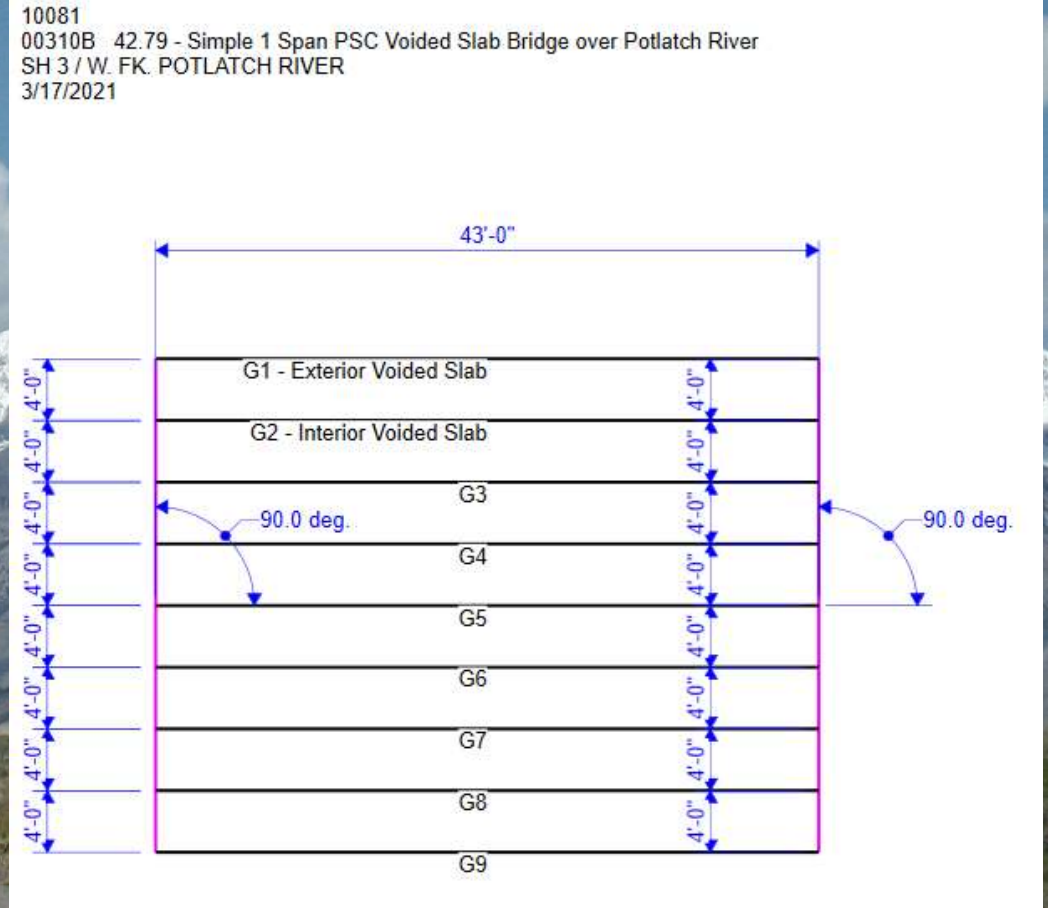 10081
00310B   42.79 - Simple 1 Span PSC Voided Slab Bridge over Potlatch River
SH 3 / W. FK. POTLATCH RIVER
3/17/2021
43'-0"
G1 - Exterior Voided Slab
4'-0"
4'-0"
G2 - Interior Voided Slab
4'-0"
4'-0"
G3
4'-0"
4'-0"
90.0 deg.
90.0 deg.
G4
4'-0"
4'-0"
G5
4'-0"
4'-0"
G6
4'-0"
4'-0"
G7
4'-0"
4'-0"
G8
4'-0"
4'-0"
G9